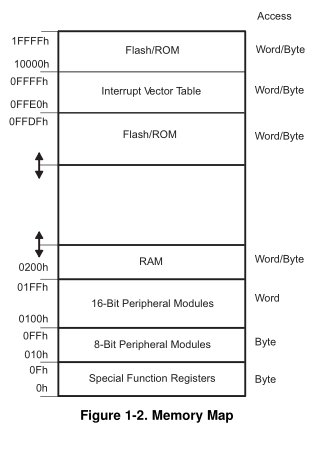 Access
1FFFFh
Flash/ROM Word/Byte
10000h
0FFFFh
Interrupt Vector Table Word/Byte
0FFE0h
0FFDFh
Flash/ROM Word/Byte
RAM Word/Byte
0200h
01FFh
16-Bit Peripheral Modules Word
0100h
0FFh
8-Bit Peripheral Modules Byte
010h
0Fh
Special Function Registers Byte
0h
Figure 1-2. Memory Map